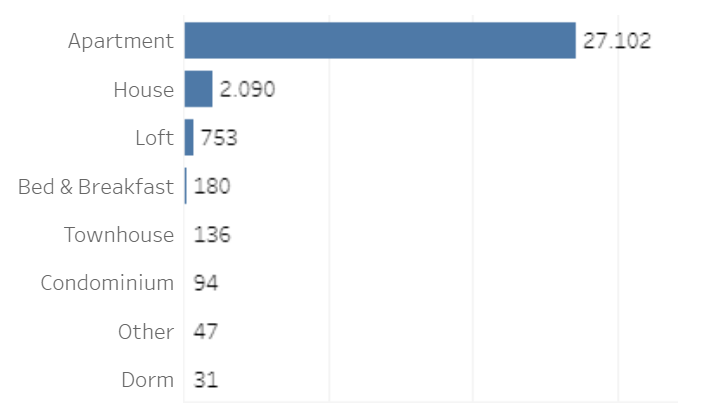 Apartment 27.102
House 2.090
Loft 753
Bed & Breakfast 180
Townhouse 136
Condominium 94
Other 47
Dorm 31